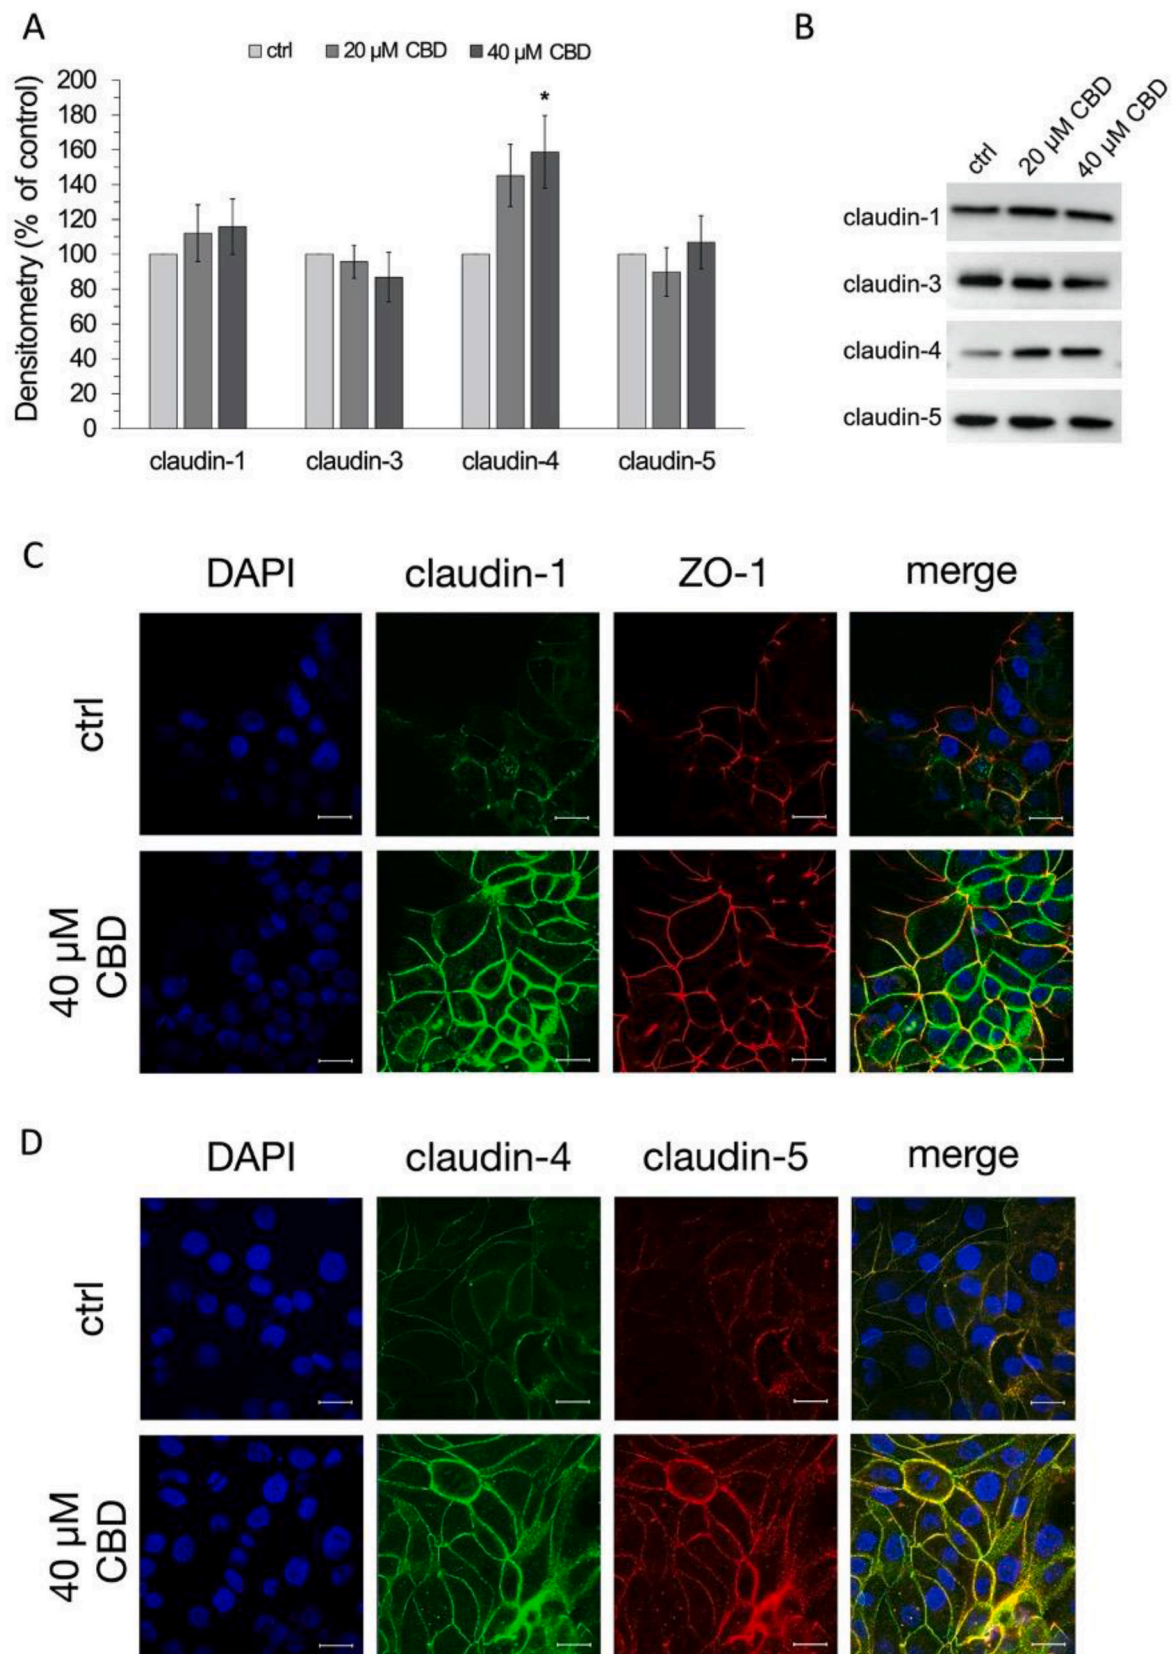 A
ctrl 20 µM CBD 40 µM CBD
Densitometry (% of control)
200
180
160
140
120
100
80
60
40
20
0
*
claudin-1 claudin-3 claudin-4 claudin-5
B
ctrl 20 µM CBD 40 µM CBD
claudin-1
claudin-3
claudin-4
claudin-5
C
DAPI claudin-1 ZO-1 merge
ctrl
40 µM
CBD
D
DAPI claudin-4 claudin-5 merge
ctrl
40 µM
CBD